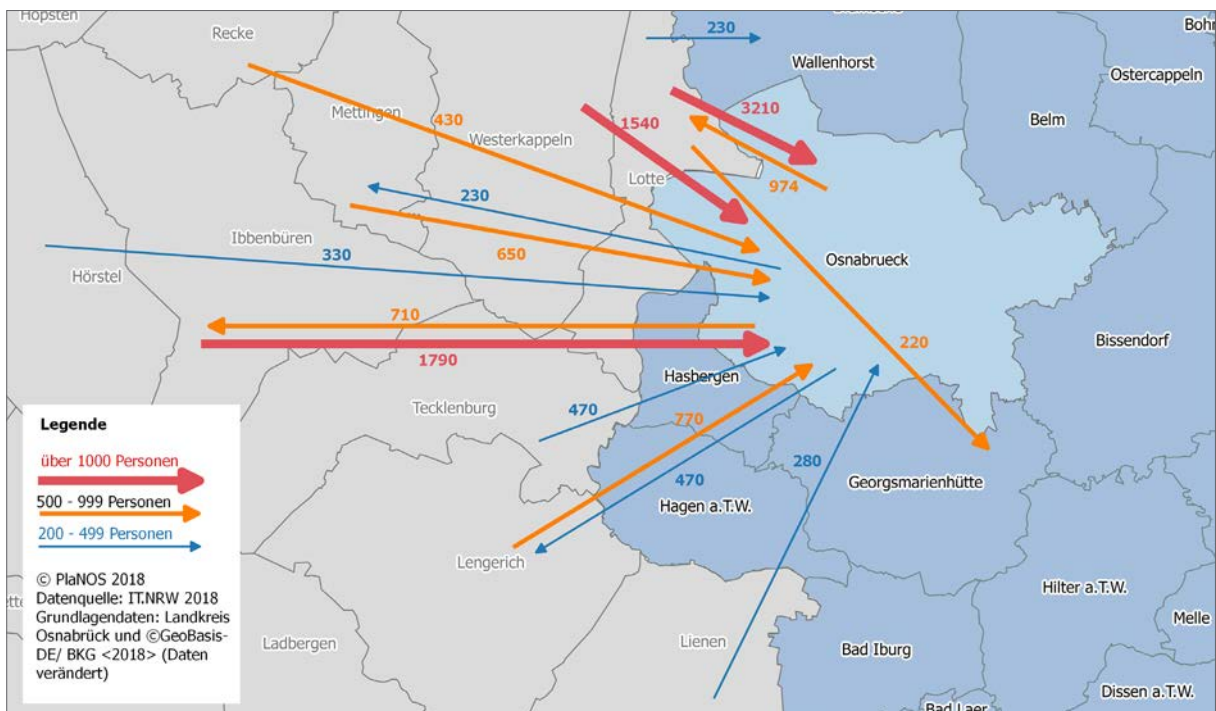 Hopsten
Recke
230
Wallenhorst
Ostercappeln
Mettingen
430
Westerkappeln
1540
3210
Belm
Lotte
974
230
Ibbenbüren
330
650
Osnabrueck
Hörstel
710
1790
220
Bissendorf
Hasbergen
Tecklenburg
470
770
280
470
Georgsmarienhütte
Hagen a.T.W.
Lengerich
Hilter a.T.W.
Melle
Ladbergen
Lienen
Bad Iburg
Dissen a.T.W.
Bad Laer
Legende
über 1000 Personen
500 - 999 Personen
200 - 499 Personen
© PlaNOS 2018
Datenquelle: IT.NRW 2018
Grundlagendaten: Landkreis
Osnabrück und ©GeoBasis-
DE/ BKG <2018> (Daten
verändert)